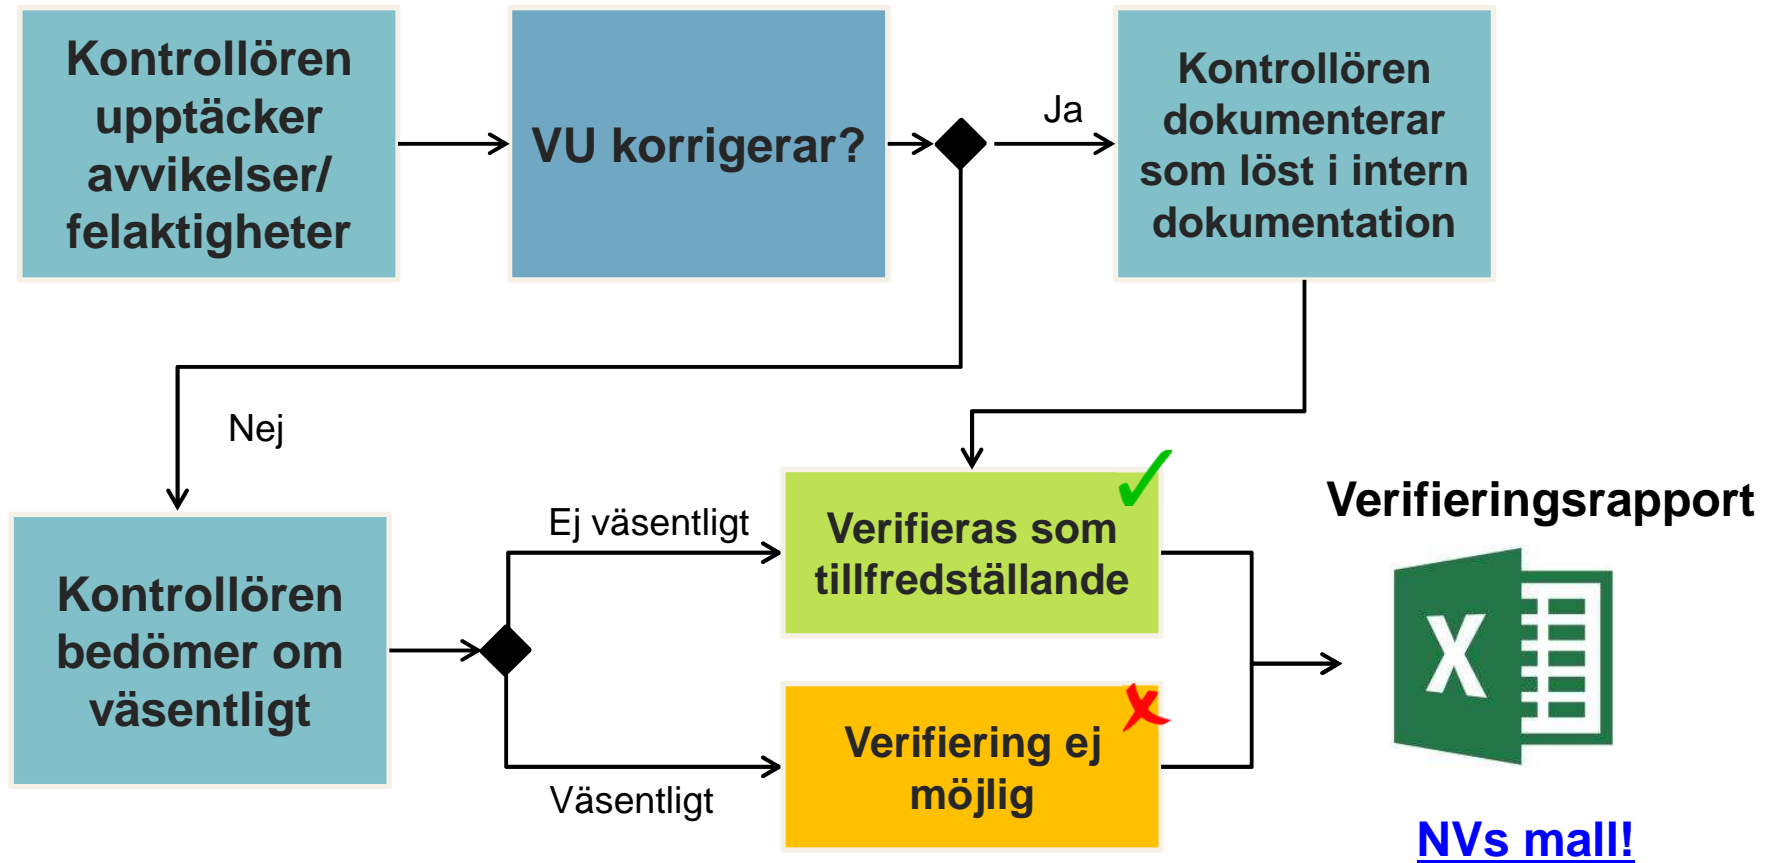 Kontrollören
upptäcker
avvikelser/
felaktigheter
VU korrigerar?
Ja
Kontrollören
dokumenterar
som löst i intern
dokumentation
Nej
Kontrollören
bedömer om
väsentligt
Ej väsentligt
Väsentligt
Verifieras som
tillfredställande
Verifiering ej
möjlig
Verifieringsrapport
X
NVs mall!